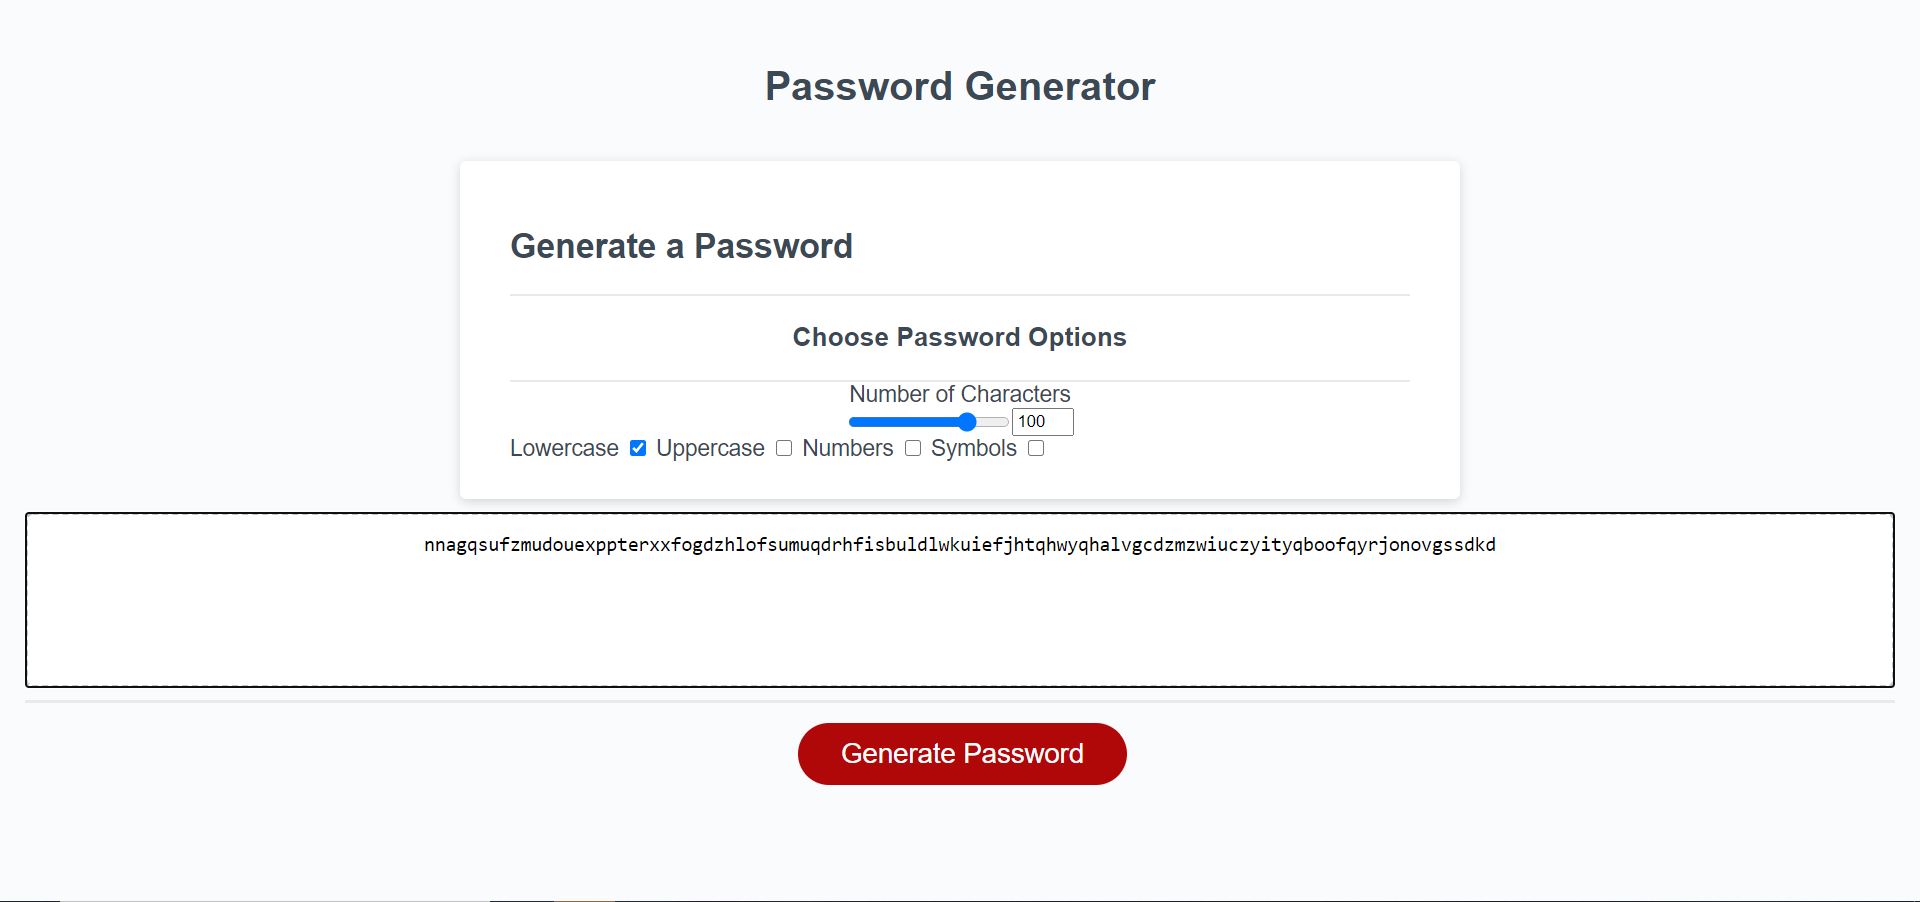 Password Generator
Generate a Password
Choose Password Options
Number of Characters
100
Lowercase Uppercase Numbers Symbols
nnagqsufzmudouexppterxxfogdzhlofsumuqdrhfisbuldlwkuiefjhtqhwyqhalvgcdzmzwiuczyityqboofqyrjonovgssdkd
Generate Password